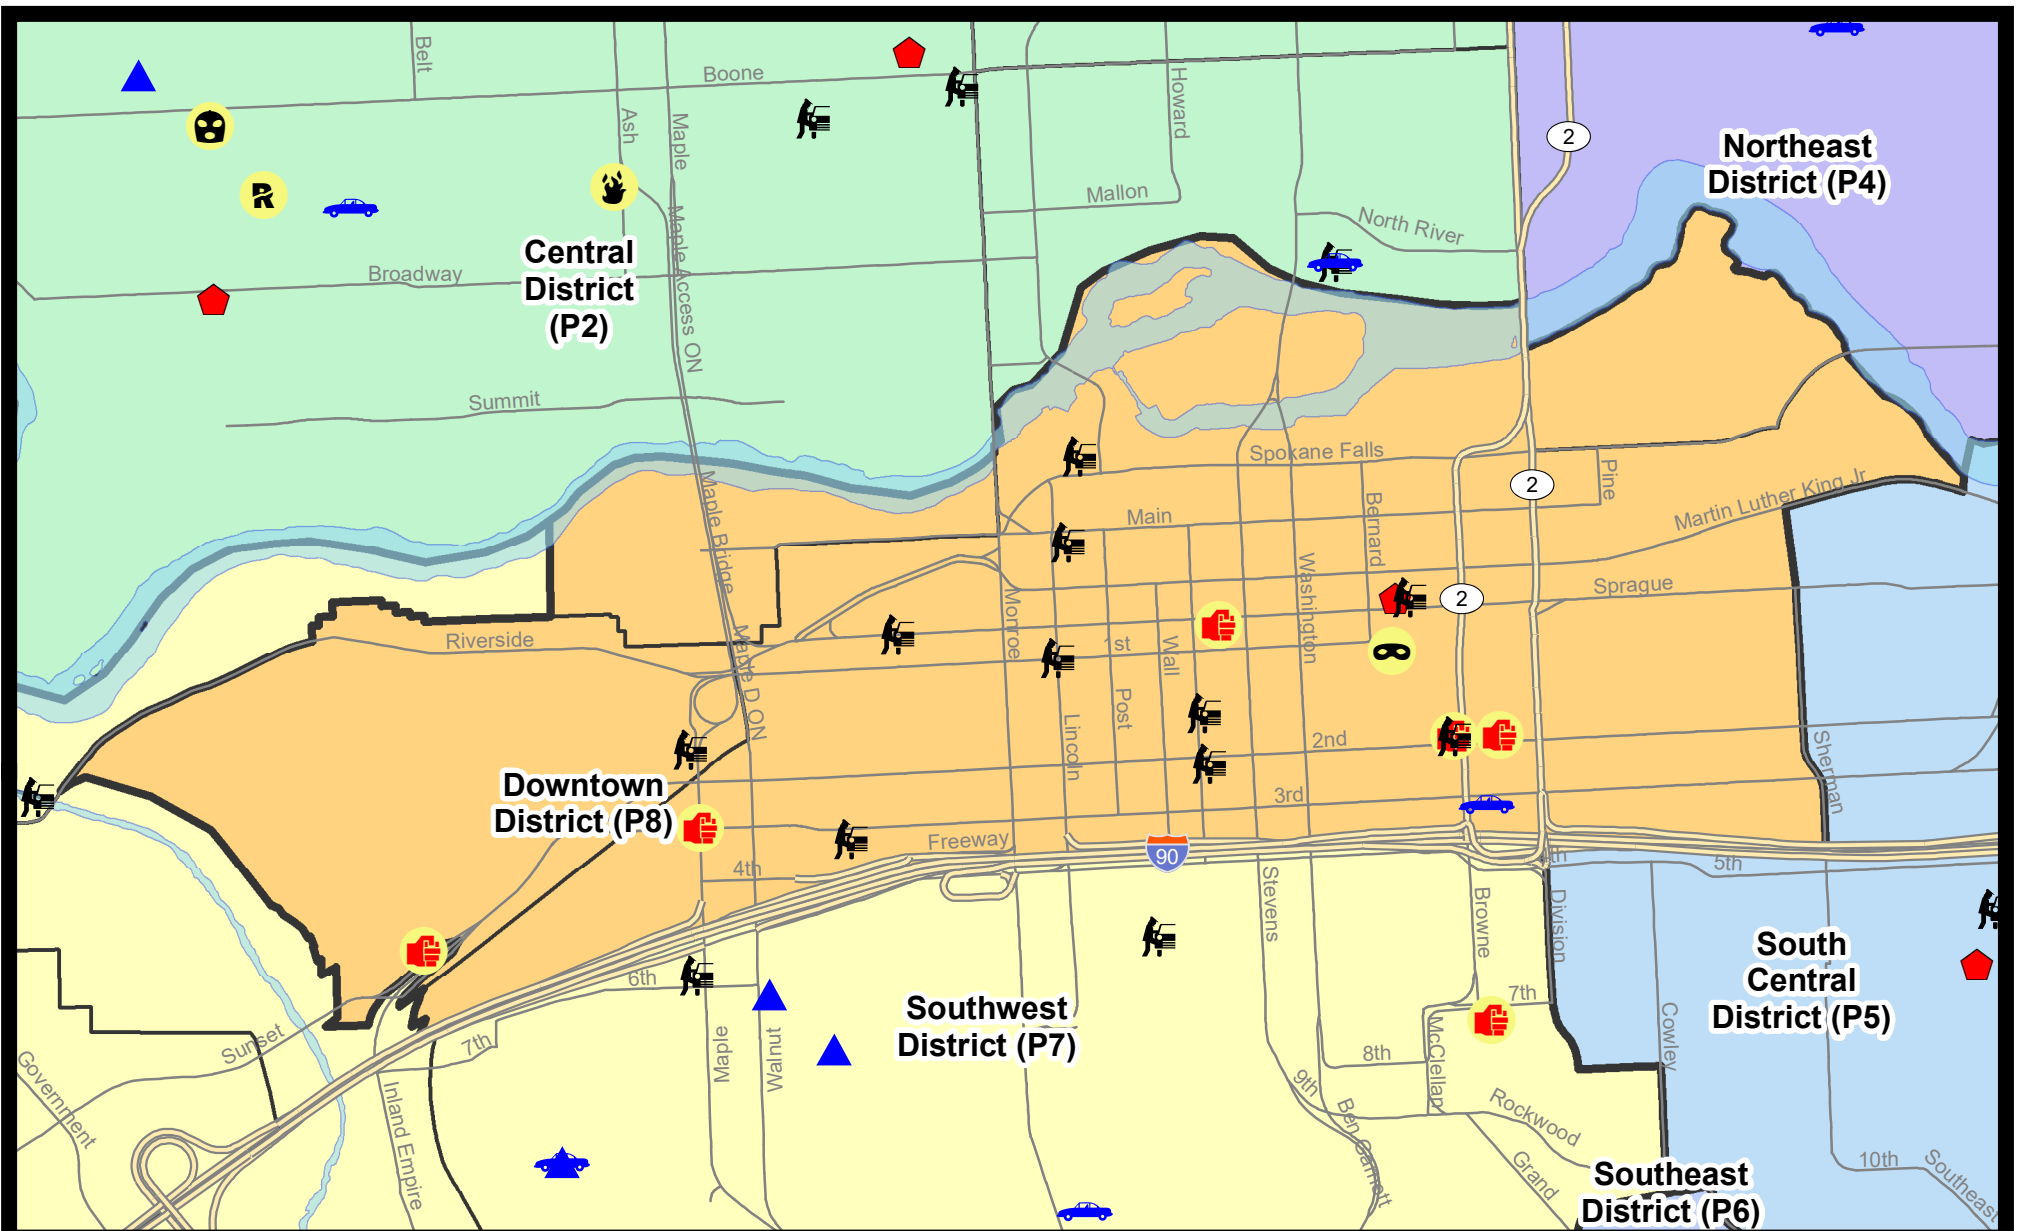 Belt
Boone
Ash
Maple
Howard
2
Northeast
District (P4)
Mallon
North River
Maple Access ON
Central
District
(P2)
Broadway
Summit
Spokane Falls
Pine
2
Bernard
Martin Luther King Jr
Main
Maple Bridge
Washington
Sprague
2
Monroe
Riverside
1st
Wall
Maple D ON
Post
Lincoln
2nd
Sherman
Downtown
District (P8)
3rd
Freeway
90
4th
4th
5th
Stevens
Browne
Division
South
Central
District (P5)
6th
7th
Southwest
District (P7)
Sunset
7th
Maple
Walnut
McClellan
Cowley
8th
9th
Government
Inland Empire
Ben Garnett
Rockwood
Grand
10th
Southeast
Southeast
District (P6)